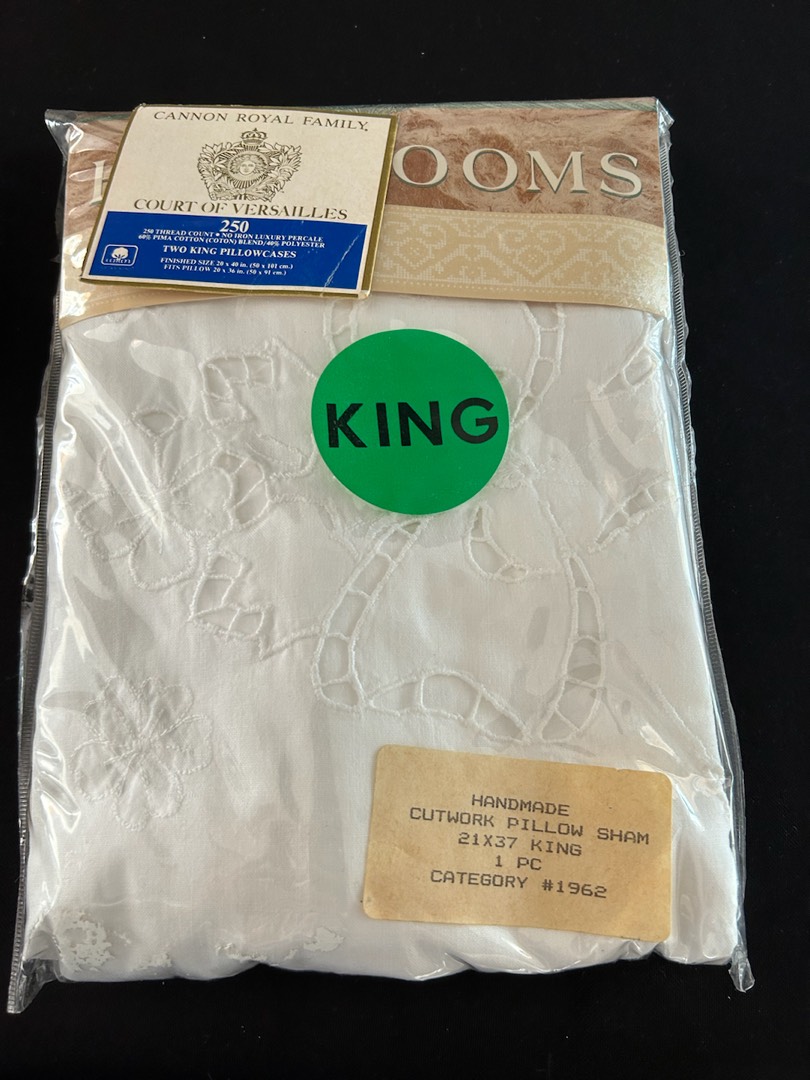 CANNON ROYAL FAMILY
COURT OF VERSAILLES
250
250 THREAD COUNT • NO IRON LUXURY PERCALE
60% PIMA COTTON (COTON) BLEND/40% POLYESTER
TWO KING PILLOWCASES
FINISHED SIZE 20 x 40 in. (50 x 101 cm.)
FITS PILLOW 20 x 36 in. (50 x 91 cm.)
OOMS
KING
HANDMADE
CUTWORK PILLOW SHAM
21X37 KING
1 PC
CATEGORY #1962